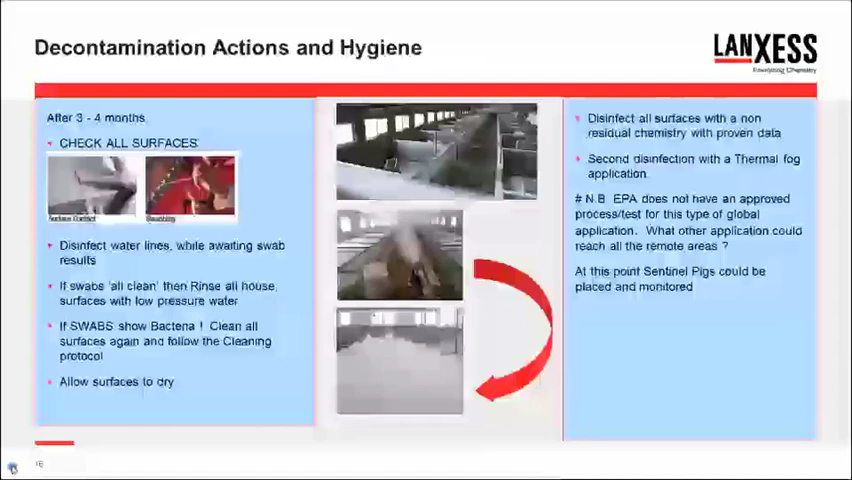 Decontamination Actions and Hygiene
LANXESS
Energizing Chemistry
After 3 - 4 months
CHECK ALL SURFACES
Surface Contact
Swabbing
Disinfect water lines, while awaiting swab
results
If swabs 'all clean' then Rinse all house,
surfaces with low pressure water
If SWABS show Bacteria ! Clean all
surfaces again and follow the Cleaning
protocol
Allow surfaces to dry
Disinfect all surfaces with a non
residual chemistry with proven data
Second disinfection with a Thermal fog
application
# N.B. EPA does not have an approved
process/test for this type of global
application. What other application could
reach all the remote areas ?
At this point Sentinel Pigs could be
placed and monitored
16